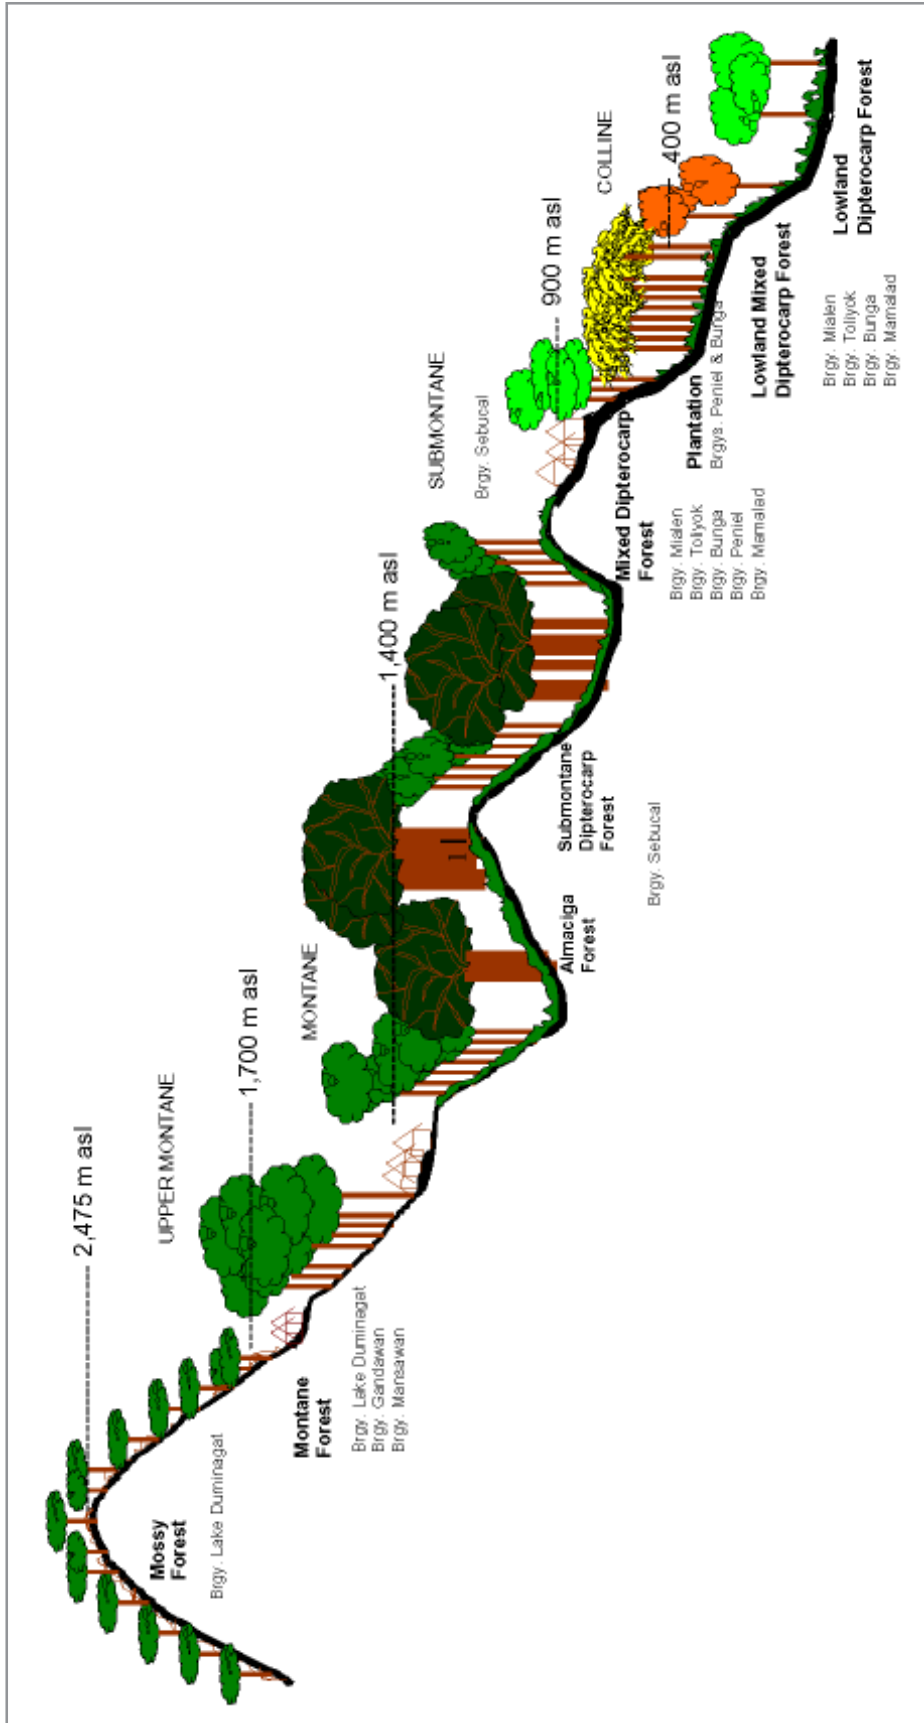 2,475 m asl
UPPER MONTANE
1,700 m asl
MONTANE
1,400 m asl
SUBMONTANE
Brgy. Sebucal
900 m asl
COLLINE
400 m asl
Mossy
Forest
Brgy. Lake Duminagat
Montane
Forest
Brgy. Lake Duminagat
Brgy. Gandawan
Brgy. Mansawan
Almaciga
Forest
Submontane
Dipterocarp
Forest
Brgy. Sebucal
Mixed Dipterocarp
Forest
Brgy. Mialen
Brgy. Toliyok
Brgy. Bunga
Brgy. Peniel
Brgy. Mamalad
Plantation
Brgys. Peniel & Bunga
Lowland Mixed
Dipterocarp Forest
Lowland
Dipterocarp Forest
Brgy. Mialen
Brgy. Toliyok
Brgy. Bunga
Brgy. Mamalad